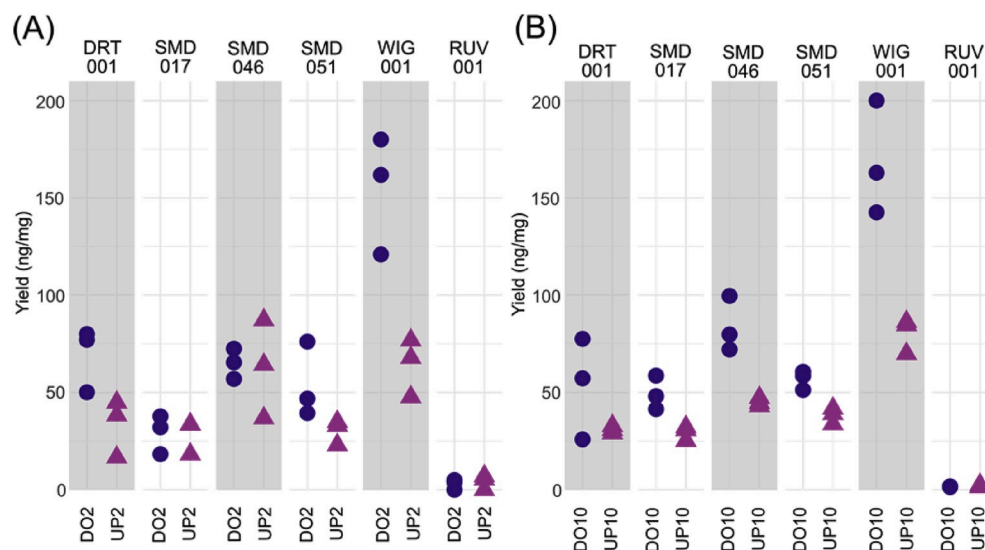 (A)
DRT 001
SMD 017
SMD 046
SMD 051
WIG 001
RUV 001
Yield (ng/mg)
200
150
100
50
0
DO2 UP2 DO2 UP2 DO2 UP2 DO2 UP2 DO2 UP2 DO2 UP2
(B)
DRT 001
SMD 017
SMD 046
SMD 051
WIG 001
RUV 001
Yield (ng/mg)
200
150
100
50
0
DO10 UP10 DO10 UP10 DO10 UP10 DO10 UP10 DO10 UP10 DO10 UP10